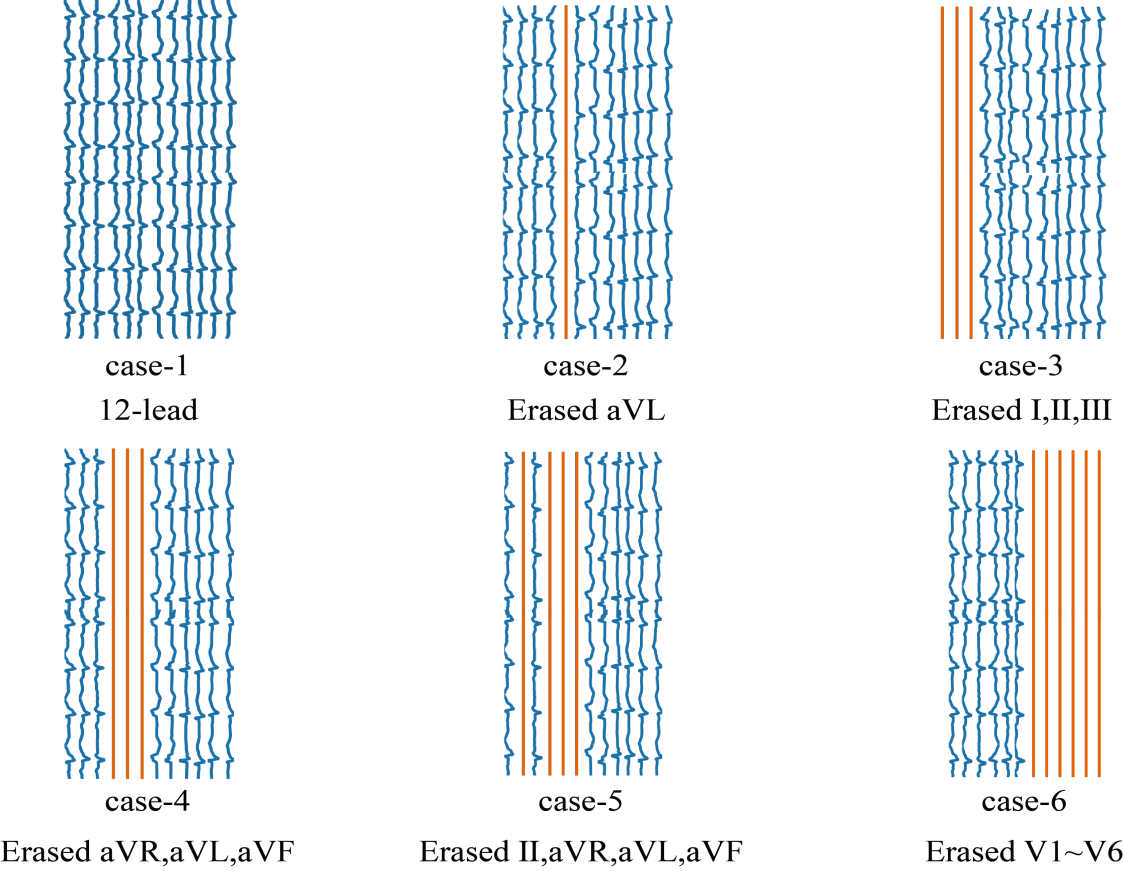 case-1
12-lead
case-2
Erased aVL
case-3
Erased I,II,III
case-4
Erased aVR,aVL,aVF
case-5
Erased II,aVR,aVL,aVF
case-6
Erased V1~V6